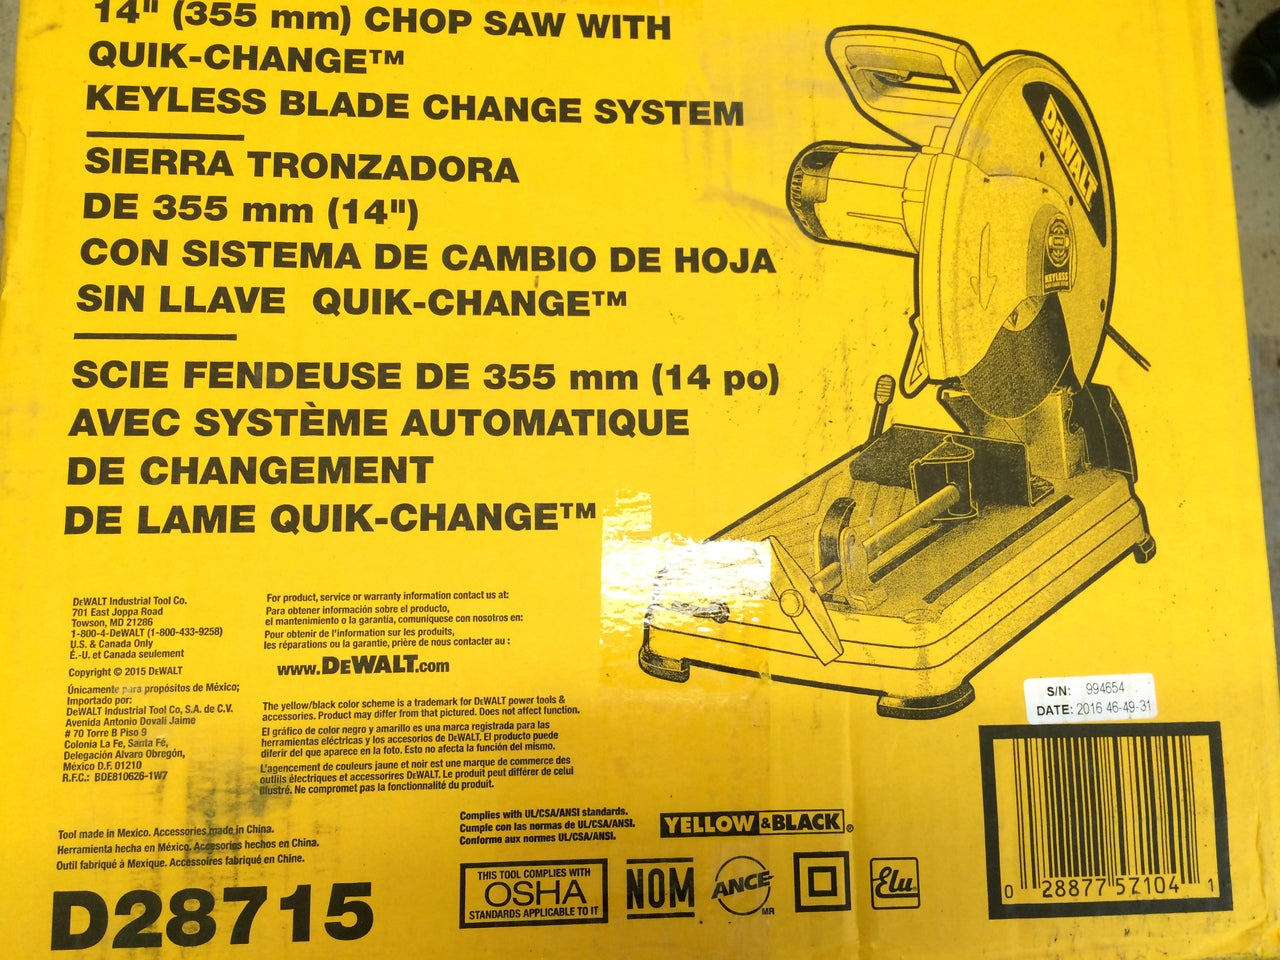 14" (355 mm) CHOP SAW WITH
QUIK-CHANGE™
KEYLESS BLADE CHANGE SYSTEM
SIERRA TRONZADORA
DE 355 mm (14")
CON SISTEMA DE CAMBIO DE HOJA
SIN LLAVE QUIK-CHANGE™
SCIE FENDEUSE DE 355 mm (14 po)
AVEC SYSTÈME AUTOMATIQUE
DE CHANGEMENT
DE LAME QUIK-CHANGE™
DEWALT
KEYLESS
DEWALT Industrial Tool Co.
701 East Joppa Road
Towson, MD 21286
1-800-4-DEWALT (1-800-433-9258)
U.S. & Canada Only
É.-U. et Canada seulement
Copyright © 2015 DEWALT
Únicamente para propósitos de México;
Importado por:
DEWALT Industrial Tool Co, S.A. de C.V.
Avenida Antonio Dovali Jaime
# 70 Torre B Piso 9
Colonia La Fe, Santa Fé,
Delegación Alvaro Obregón,
México D.F. 01210
R.F.C.: BDE810626-1W7
For product, service or warranty information contact us at:
Para obtener información sobre el producto,
el mantenimiento o la garantía, comuníquese con nosotros en:
Pour obtenir de l'information sur les produits,
les réparations ou la garantie, prière de nous contacter au :
www.DEWALT.com
The yellow/black color scheme is a trademark for DEWALT power tools &
accessories. Product may differ from that pictured. Does not affect function.
El gráfico de color negro y amarillo es una marca registrada para las
herramientas eléctricas y los accesorios de DEWALT. El producto puede
diferir del que aparece en la foto. Esto no afecta la función del mismo.
L'agencement de couleurs jaune et noir est une marque de commerce des
outils électriques et accessoires DEWALT. Le produit peut différer de celui
illustré. Ne compromet pas la fonctionnalité du produit.
S/N: 994654
DATE: 2016 46-49-31
Tool made in Mexico. Accessories made in China.
Herramienta hecha en México. Accesorios hechos en China.
Outil fabriqué à Mexique. Accessoires fabriqué en Chine.
Complies with UL/CSA/ANSI standards.
Cumple con las normas de UL/CSA/ANSI.
Conforme aux normes UL/CSA/ANSI.
YELLOW & BLACK®
D28715
THIS TOOL COMPLIES WITH
OSHA
STANDARDS APPLICABLE TO IT
NOM
ANCE
MR
Elu
0 28877 57104 1